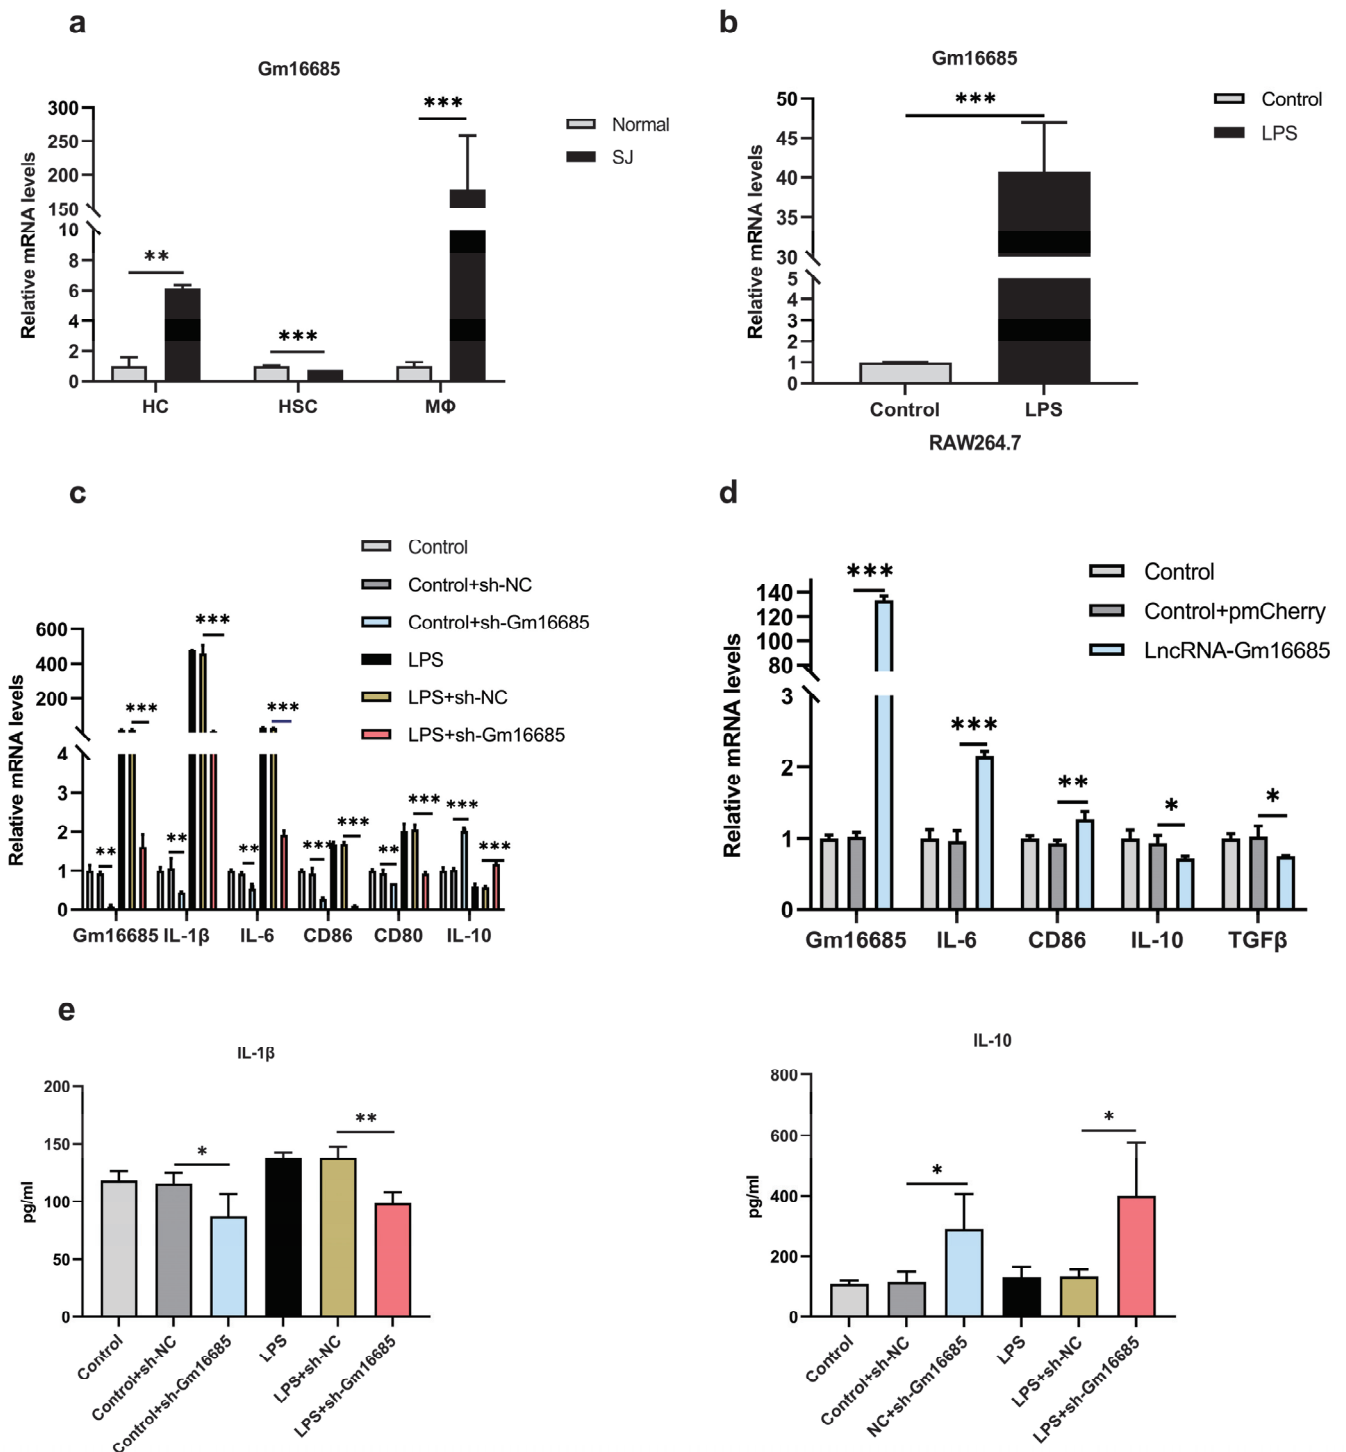 a
Gm16685
Relative mRNA levels
300
250
200
150
10
8
6
4
2
0
**
***
***
HC
HSC
MΦ
Normal
SJ
b
Gm16685
Relative mRNA levels
50
45
40
35
30
5
4
3
2
1
0
***
Control
LPS
RAW264.7
Control
LPS
c
Control
Control+sh-NC
Control+sh-Gm16685
LPS
LPS+sh-NC
LPS+sh-Gm16685
Relative mRNA levels
600
400
200
4
3
2
1
0
**
***
**
***
**
***
***
***
**
***
***
***
Gm16685
IL-1β
IL-6
CD86
CD80
IL-10
d
Control
Control+pmCherry
LncRNA-Gm16685
Relative mRNA levels
140
120
100
80
3
2
1
0
***
***
**
*
*
Gm16685
IL-6
CD86
IL-10
TGFβ
e
IL-1β
pg/ml
200
150
100
50
0
*
**
Control
Control+sh-NC
Control+sh-Gm16685
LPS
LPS+sh-NC
LPS+sh-Gm16685
IL-10
pg/ml
800
600
400
200
0
*
*
Control
Control+sh-NC
NC+sh-Gm16685
LPS
LPS+sh-NC
LPS+sh-Gm16685